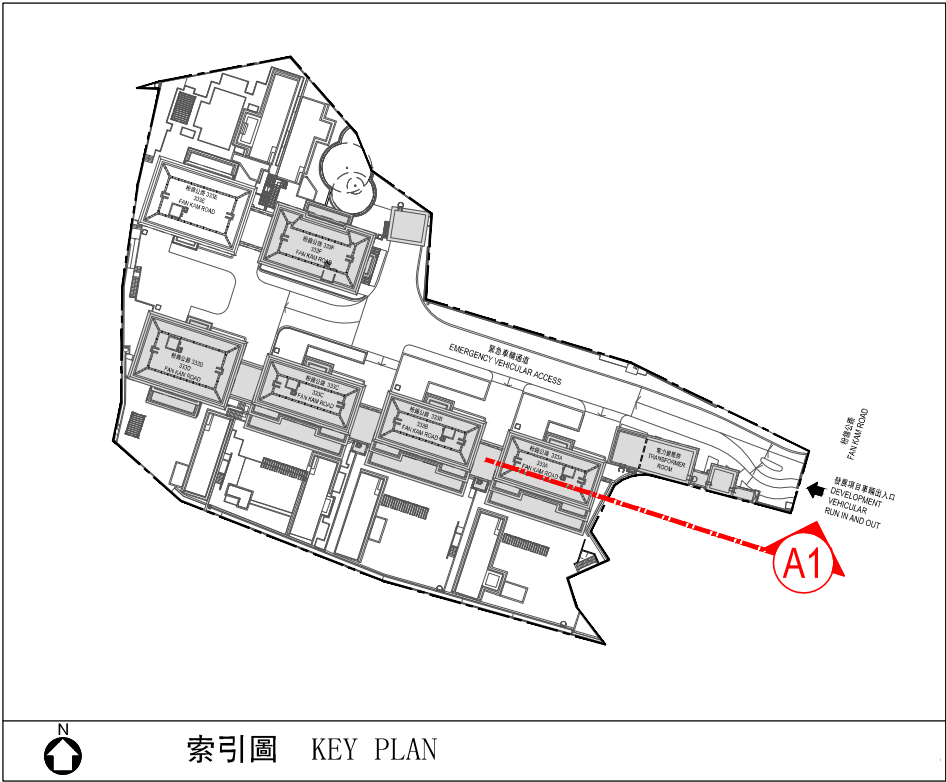 粉錦公路 333E
333E
FAN KAM ROAD
粉錦公路 333F
333F
FAN KAM ROAD
緊急車輛通道
EMERGENCY VEHICULAR ACCESS
粉錦公路 333D
333D
FAN KAM ROAD
粉錦公路 333C
333C
FAN KAM ROAD
粉錦公路 333B
333B
FAN KAM ROAD
粉錦公路 333A
333A
FAN KAM ROAD
電力變壓房
TRANSFORMER
ROOM
粉錦公路
FAN KAM ROAD
發展項目車輛出入口
DEVELOPMENT
VEHICULAR
RUN IN AND OUT
A1
N
索引圖 KEY PLAN